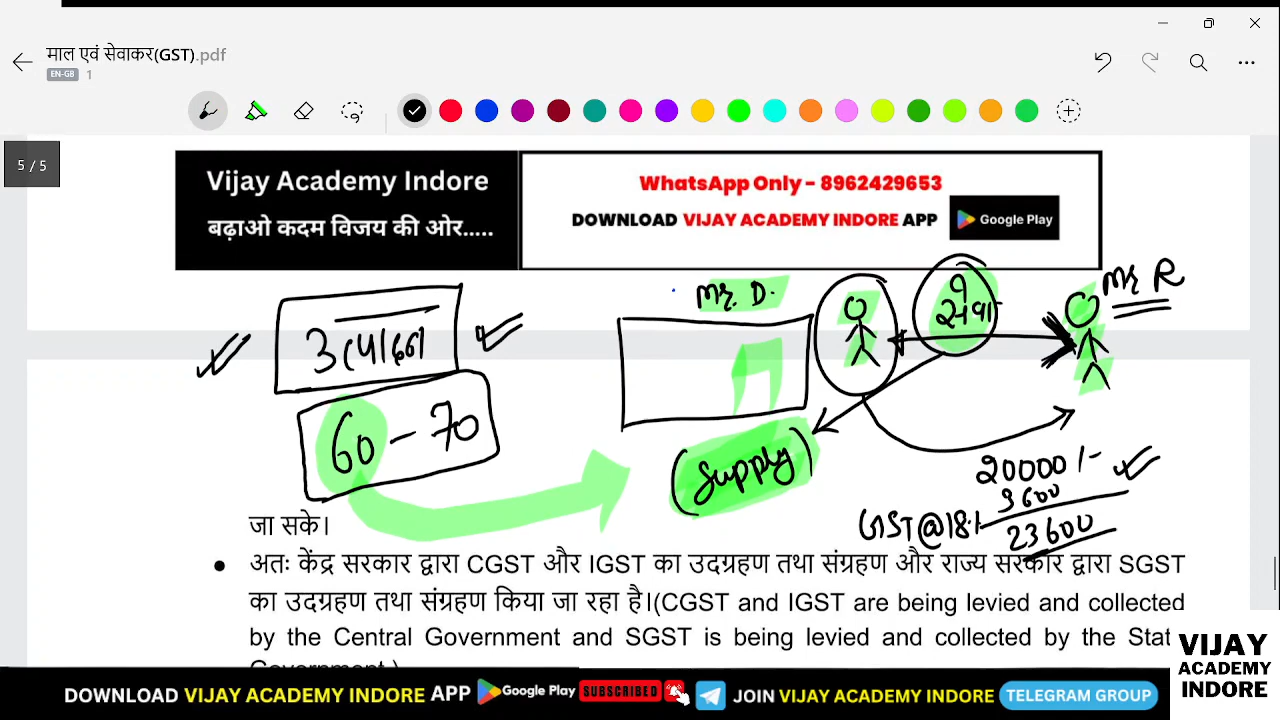 माल एवं सेवाकर(GST).pdf
EN-GB 1
5 / 5
Vijay Academy Indore
बढ़ाओ कदम विजय की ओर.....
WhatsApp Only - 8962429653
DOWNLOAD VIJAY ACADEMY INDORE APP
Google Play
Mr R
Mr. D.
उत्पादन
60 - 70
(Supply)
20000/-
3600
GST@18%
23600
जा सके।
• अतः केंद्र सरकार द्वारा CGST और IGST का उदग्रहण तथा संग्रहण और राज्य सरकार द्वारा SGST
का उदग्रहण तथा संग्रहण किया जा रहा है।(CGST and IGST are being levied and collected
by the Central Government and SGST is being levied and collected by the Stat
Government.)
VIJAY
ACADEMY
INDORE
DOWNLOAD VIJAY ACADEMY INDORE APP Google Play SUBSCRIBED JOIN VIJAY ACADEMY INDORE TELEGRAM GROUP